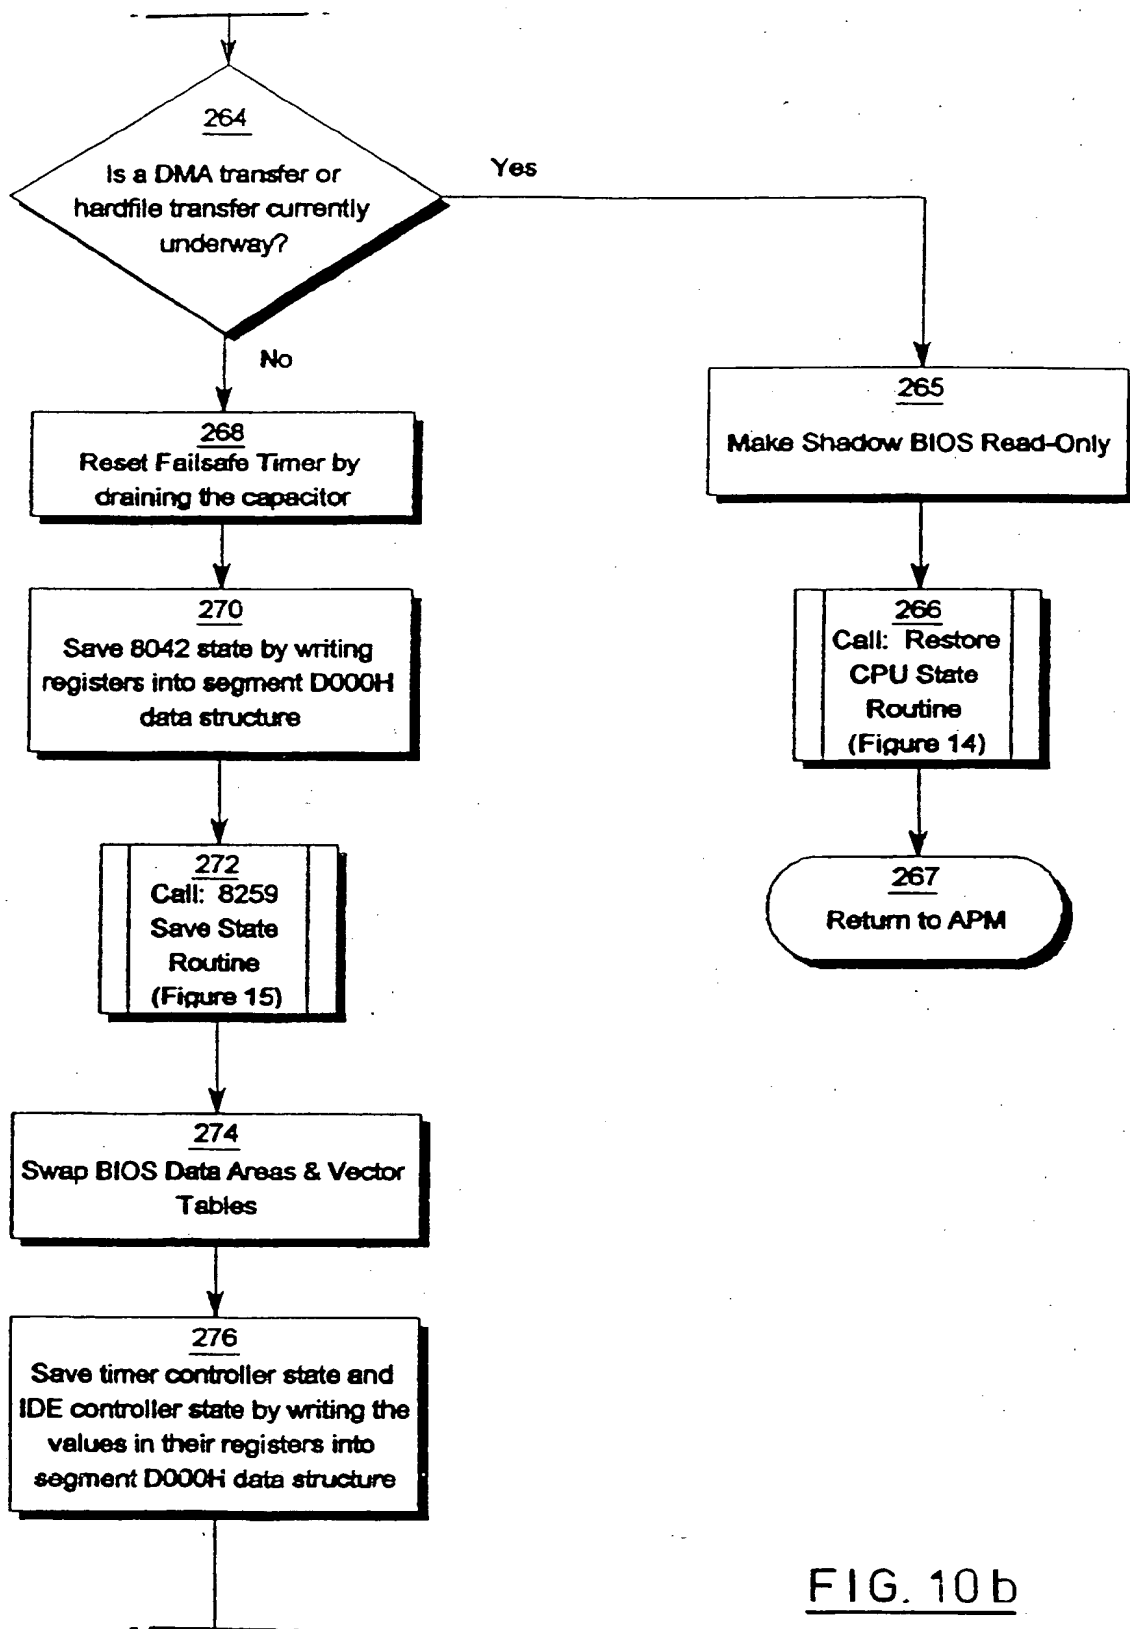 264
Is a DMA transfer or
hardfile transfer currently
underway?
Yes
No
265
Make Shadow BIOS Read-Only
268
Reset Failsafe Timer by
draining the capacitor
266
Call: Restore
CPU State
Routine
(Figure 14)
270
Save 8042 state by writing
registers into segment D000H
data structure
267
Return to APM
272
Call: 8259
Save State
Routine
(Figure 15)
274
Swap BIOS Data Areas & Vector
Tables
276
Save timer controller state and
IDE controller state by writing the
values in their registers into
segment D000H data structure
FIG. 10b